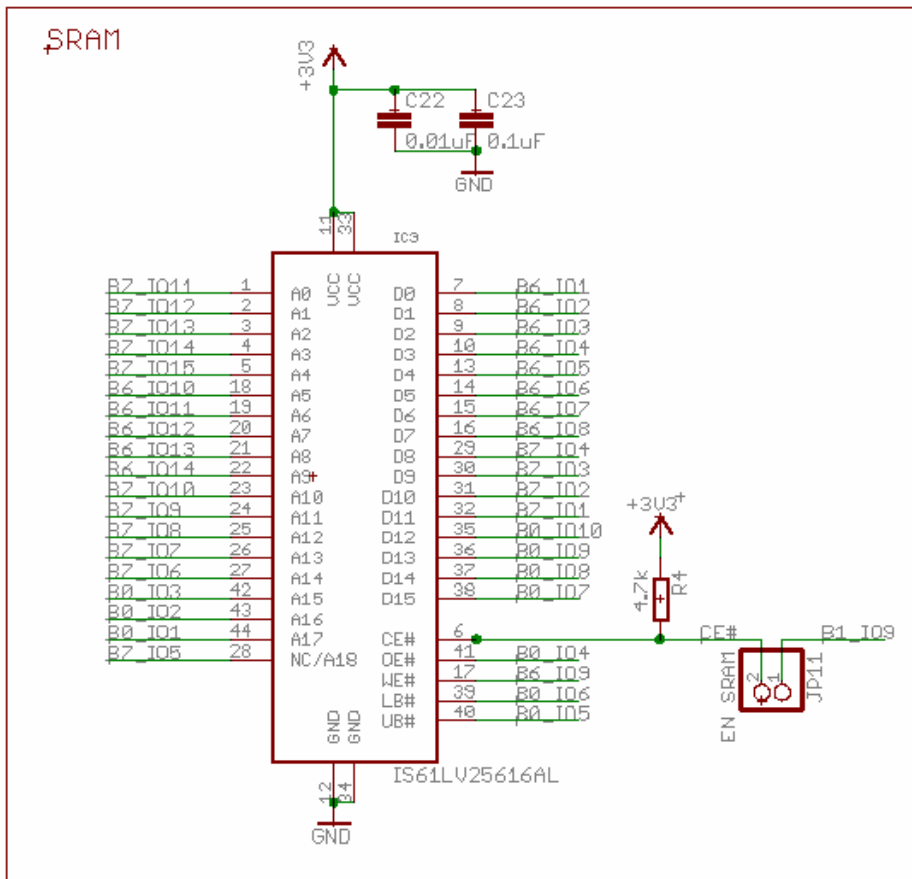 SRAM
+3V3
C22 C23
0.01uF 0.1uF
GND
11 33
IC3
VCC VCC
B7_IO11 1 A0 D0 7 B6_IO1
B7_IO12 2 A1 D1 8 B6_IO2
B7_IO13 3 A2 D2 9 B6_IO3
B7_IO14 4 A3 D3 10 B6_IO4
B7_IO15 5 A4 D4 13 B6_IO5
B6_IO10 18 A5 D5 14 B6_IO6
B6_IO11 19 A6 D6 15 B6_IO7
B6_IO12 20 A7 D7 16 B6_IO8
B6_IO13 21 A8 D8 29 B7_IO4
B6_IO14 22 A9 D9 30 B7_IO3
B7_IO10 23 A10 D10 31 B7_IO2
B7_IO9 24 A11 D11 32 B7_IO1
B7_IO8 25 A12 D12 35 B0_IO10
B7_IO7 26 A13 D13 36 B0_IO9
B7_IO6 27 A14 D14 37 B0_IO8
B0_IO3 42 A15 D15 38 B0_IO7
B0_IO2 43 A16
B0_IO1 44 A17 CE# 6
B7_IO5 28 NC/A18 OE# 41 B0_IO4
WE# 17 B6_IO9
LB# 39 B0_IO6
UB# 40 B0_IO5
+3V3
4.7k R4
CE# B1_IO9
EN SRAM
2 1
JP11
GND GND
12 34
IS61LV25616AL
GND